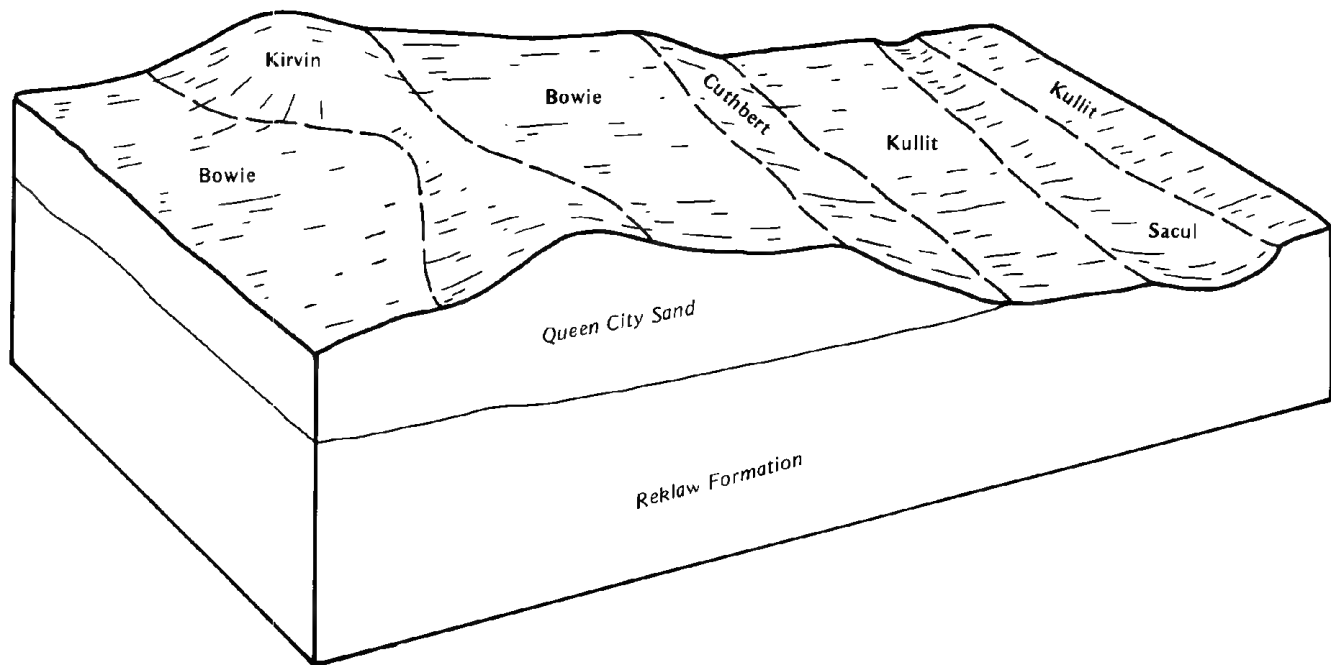 Kirvin
Bowie
Bowie
Cuthbert
Kullit
Kullit
Sacul
Queen City Sand
Reklaw Formation